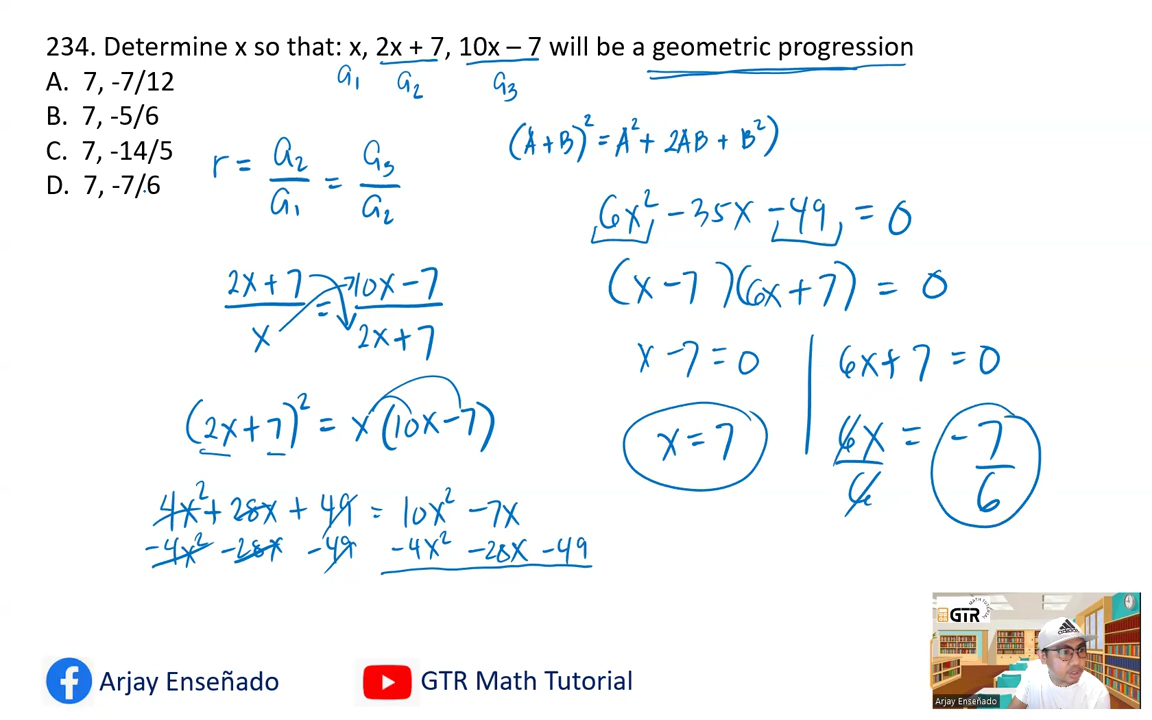 234. Determine x so that: x, 2x + 7, 10x – 7 will be a geometric progression
a₁ a₂ a₃
A. 7, -7/12
B. 7, -5/6
C. 7, -14/5
D. 7, -7/6
r = a₂/a₁ = a₃/a₂
(2x + 7)/x = (10x - 7)/(2x + 7)
(2x + 7)² = x(10x - 7)
4x² + 28x + 49 = 10x² - 7x
-4x² - 28x - 49 -4x² - 28x - 49
(A + B)² = A² + 2AB + B²)
6x² - 35x - 49 = 0
(x - 7)(6x + 7) = 0
x - 7 = 0
x = 7
6x + 7 = 0
6x/6 = -7/6
MATH TUTORIAL
GTR
adidas
Arjay Enseñado
Arjay Enseñado
GTR Math Tutorial